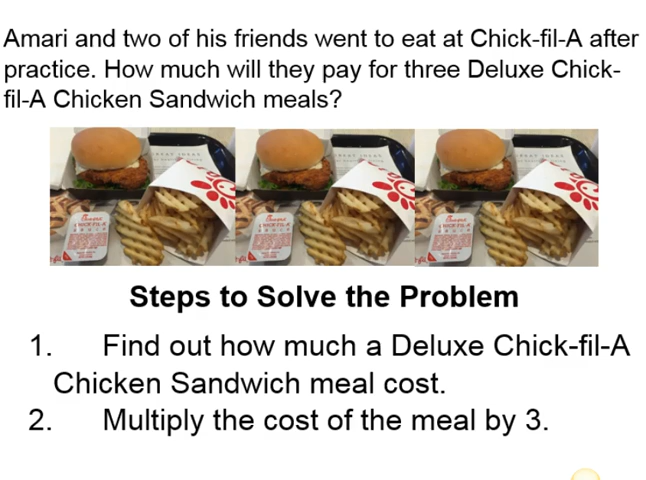 Amari and two of his friends went to eat at Chick-fil-A after
practice. How much will they pay for three Deluxe Chick-
fil-A Chicken Sandwich meals?
Steps to Solve the Problem
1. Find out how much a Deluxe Chick-fil-A
Chicken Sandwich meal cost.
2. Multiply the cost of the meal by 3.